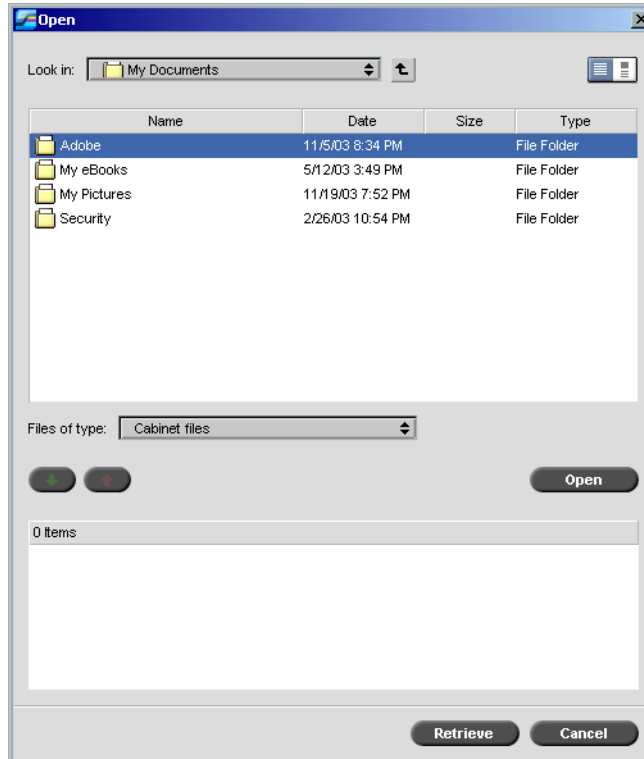 Open
Look in: My Documents
Name Date Size Type
Adobe 11/5/03 8:34 PM File Folder
My eBooks 5/12/03 3:49 PM File Folder
My Pictures 11/19/03 7:52 PM File Folder
Security 2/26/03 10:54 PM File Folder
Files of type: Cabinet files
Open
0 Items
Retrieve Cancel